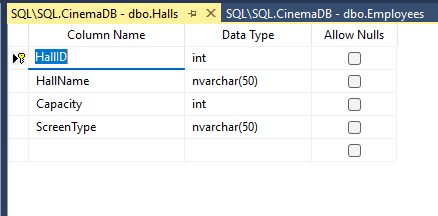 SQL\SQL.CinemaDB - dbo.Halls SQL\SQL.CinemaDB - dbo.Employees
Column Name Data Type Allow Nulls
HallID int
HallName nvarchar(50)
Capacity int
ScreenType nvarchar(50)